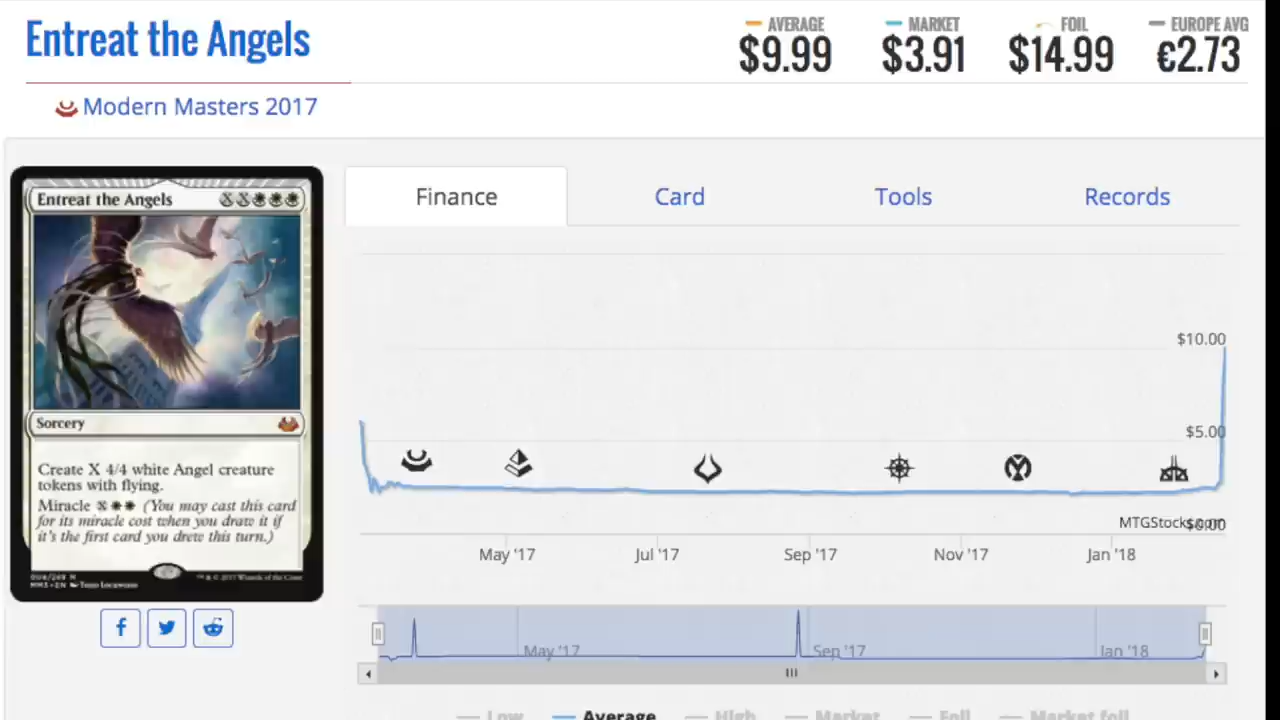 Entreat the Angels
AVERAGE
$9.99
MARKET
$3.91
FOIL
$14.99
EUROPE AVG
€2.73
Modern Masters 2017
Finance
Card
Tools
Records
Entreat the Angels XX
Sorcery
Create X 4/4 white Angel creature
tokens with flying.
Miracle X (You may cast this card
for its miracle cost when you draw it if
it's the first card you drew this turn.)
$10.00
$5.00
MTGStocks.com
$0.00
May '17
Jul '17
Sep '17
Nov '17
Jan '18
May '17
Sep '17
Jan '18
Low
Average
High
Market
Foil
Market foil